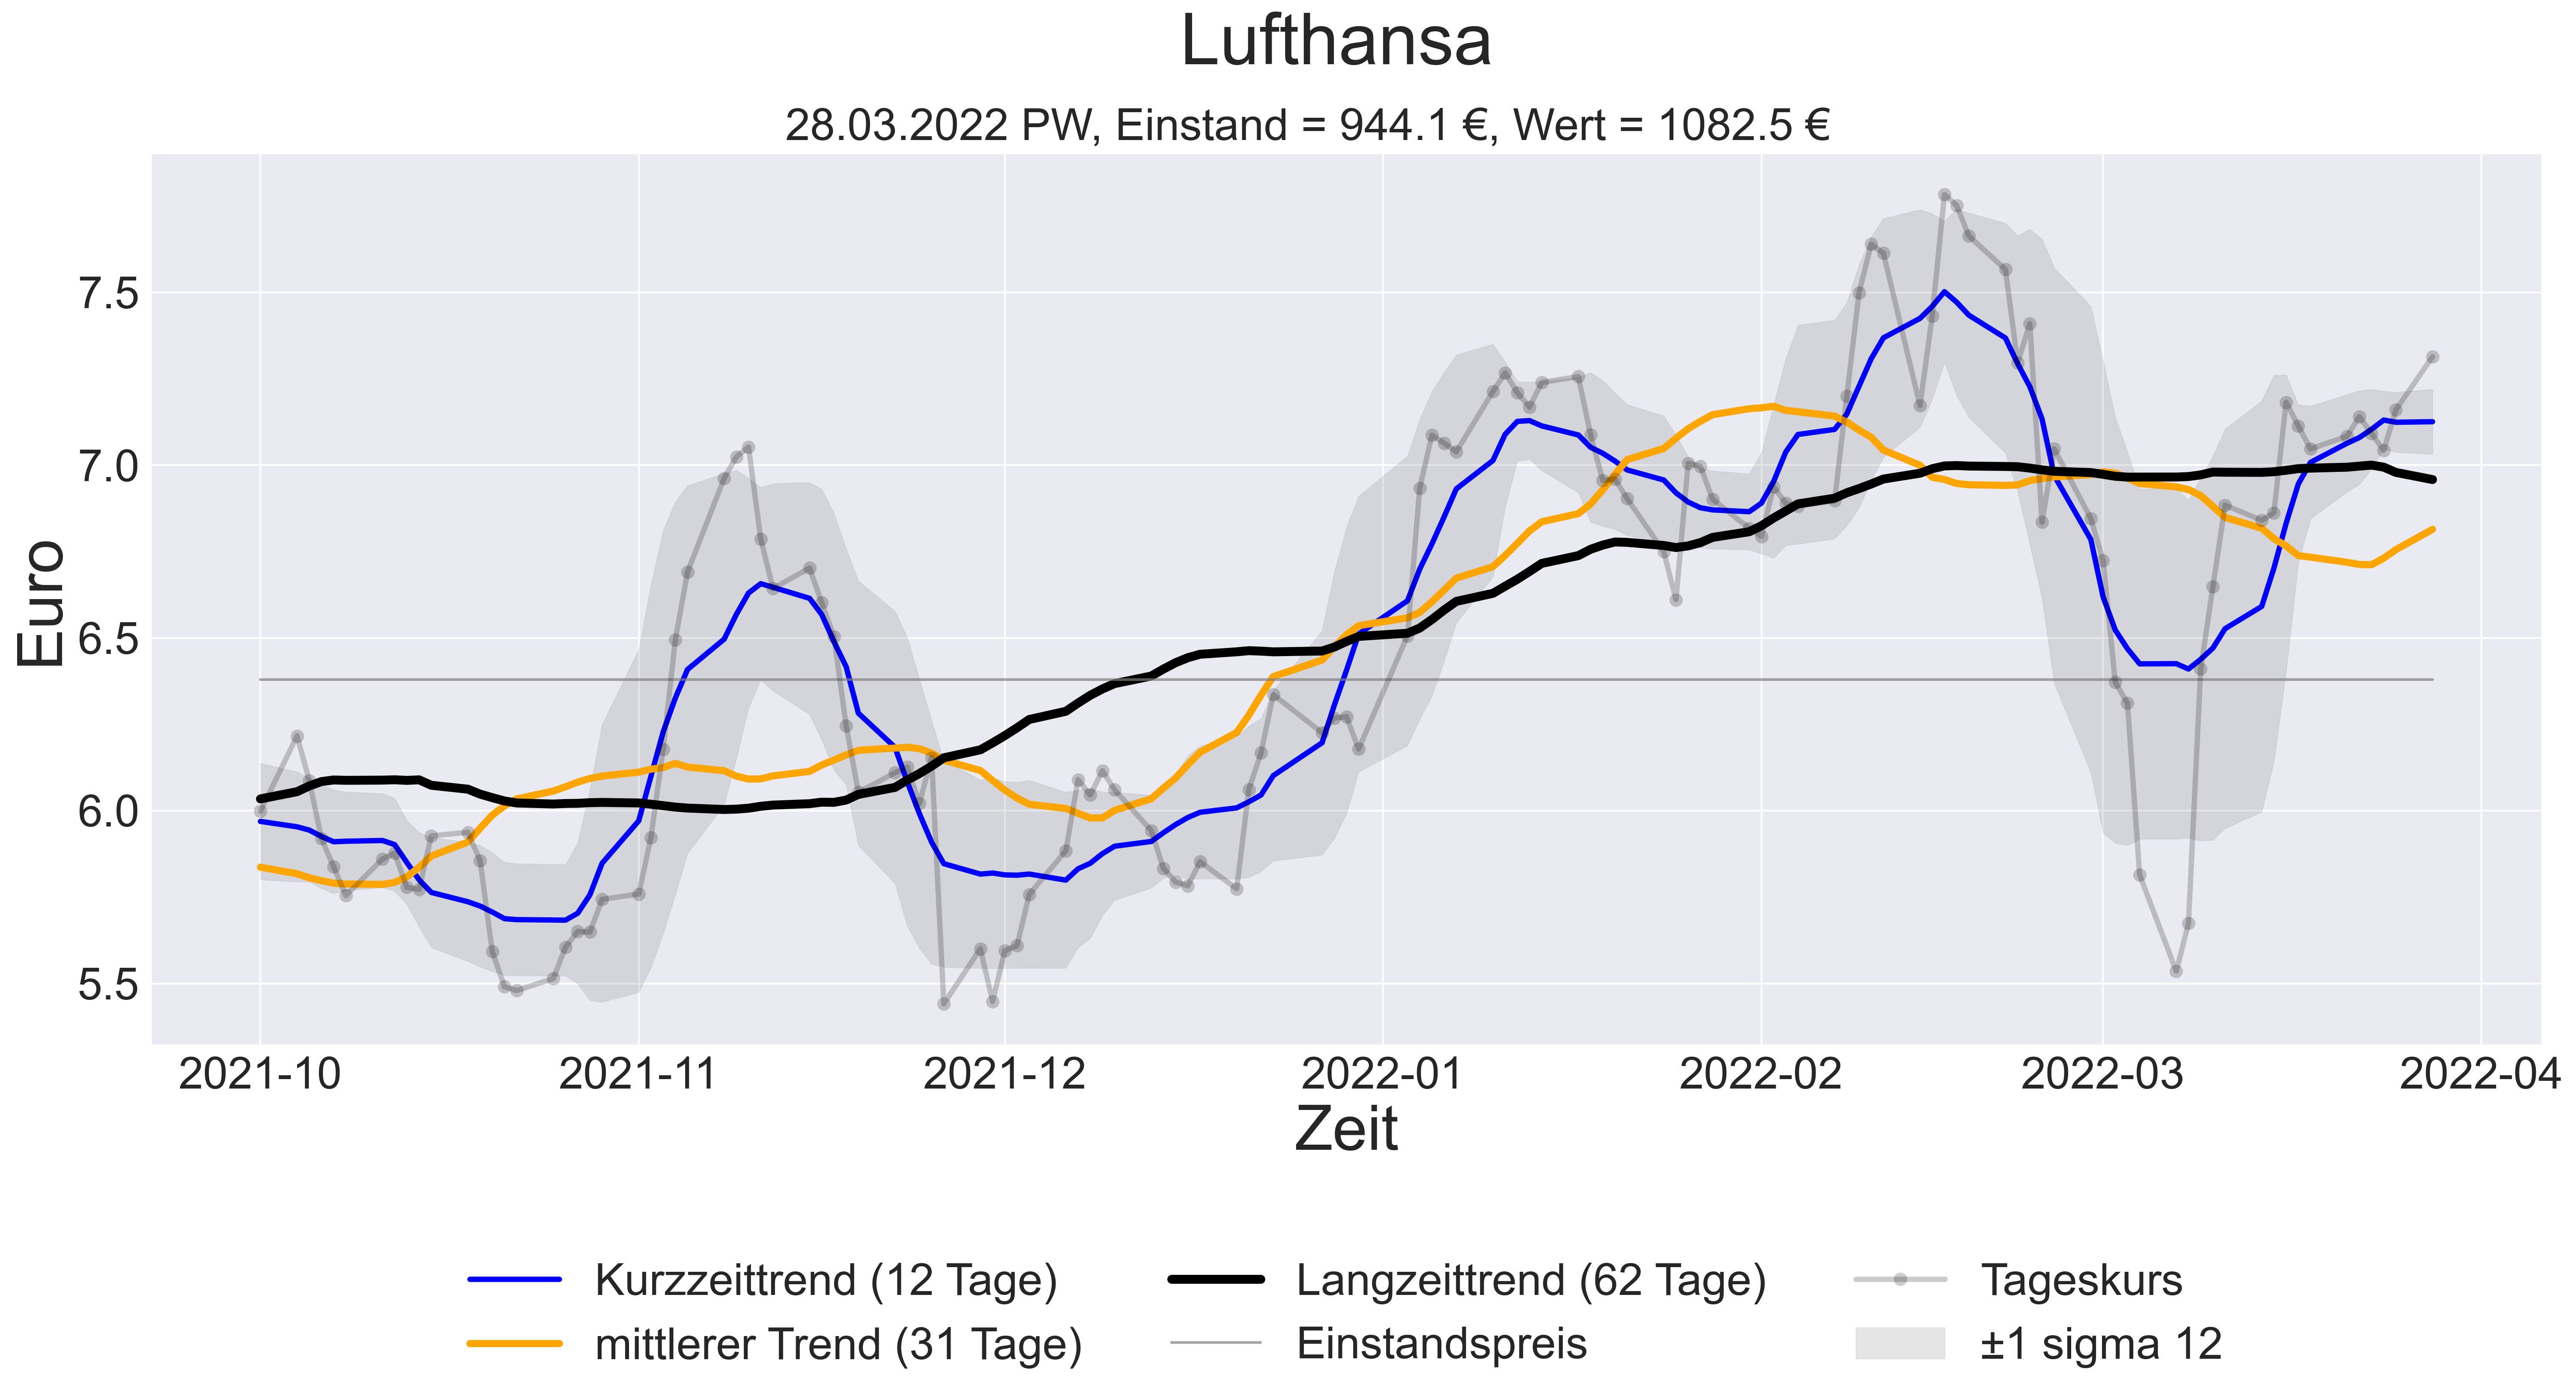 Lufthansa
28.03.2022 PW, Einstand = 944.1 €, Wert = 1082.5 €
Euro
7.5
7.0
6.5
6.0
5.5
2021-10 2021-11 2021-12 2022-01 2022-02 2022-03 2022-04
Zeit
Kurzzeittrend (12 Tage) Langzeittrend (62 Tage) Tageskurs
mittlerer Trend (31 Tage) Einstandspreis ±1 sigma 12